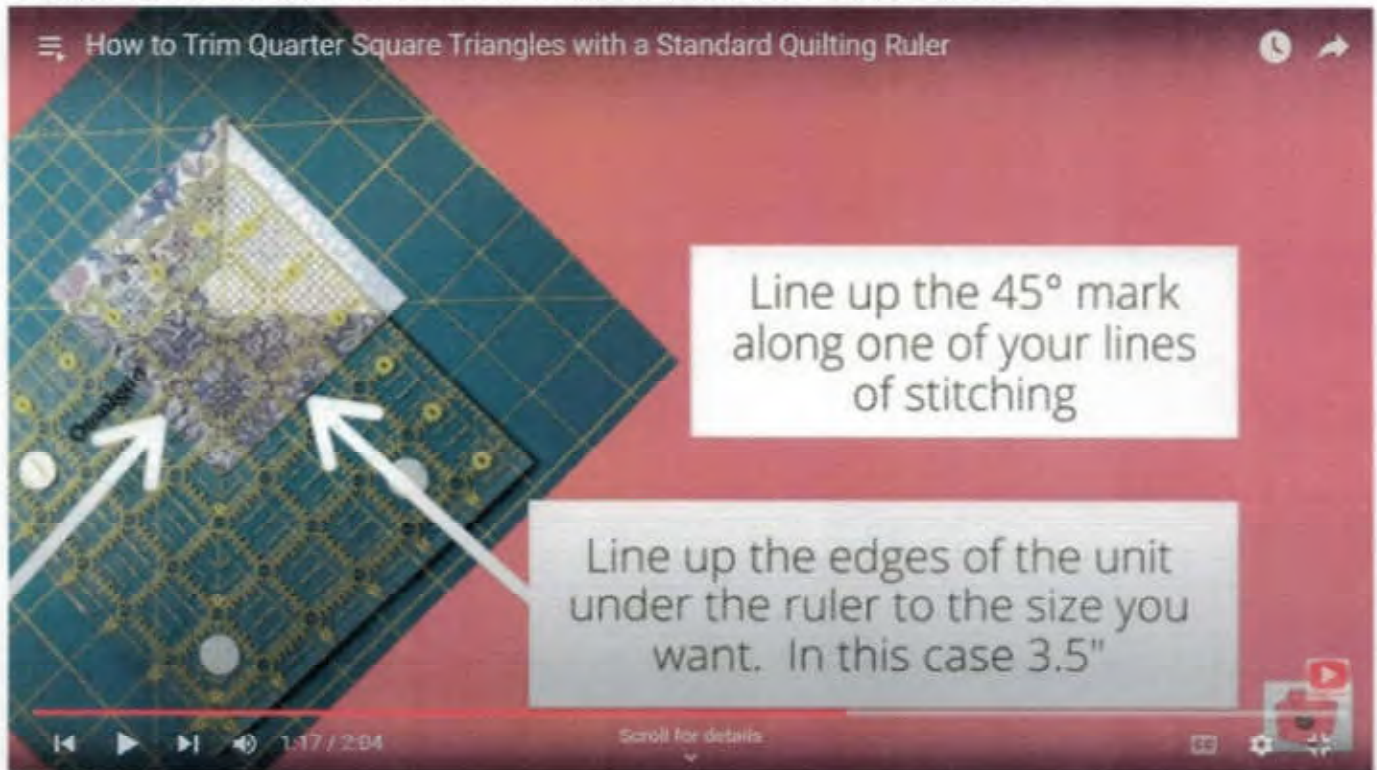 How to Trim Quarter Square Triangles with a Standard Quilting Ruler
Line up the 45° mark
along one of your lines
of stitching
Line up the edges of the unit
under the ruler to the size you
want. In this case 3.5"
1:17 / 2:04
Scroll for details
CC